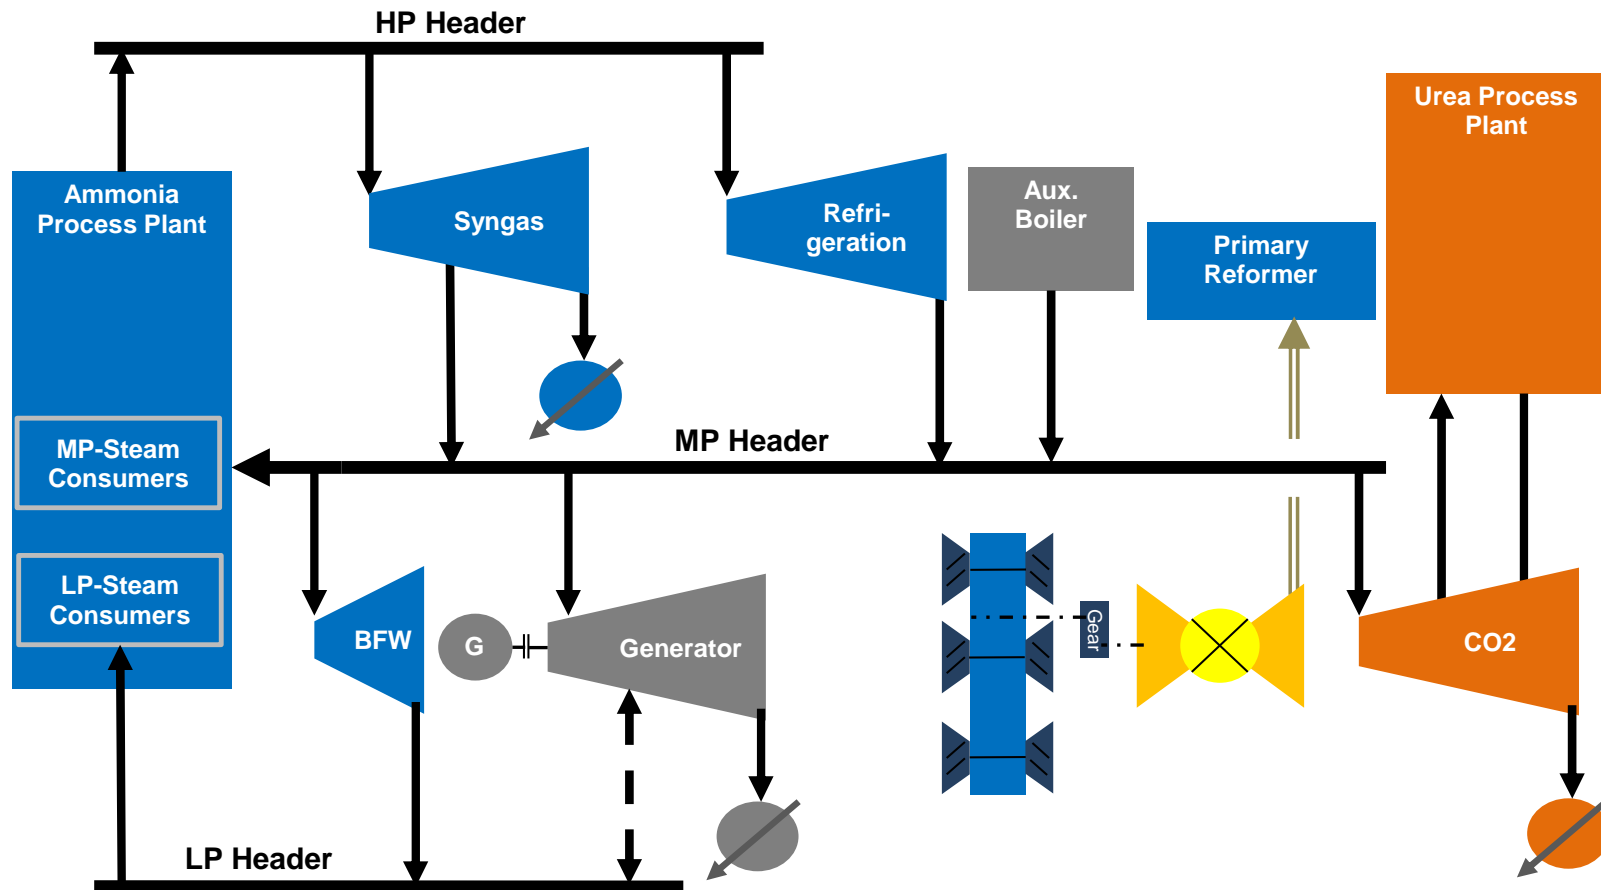 HP Header
Urea Process
Plant
Ammonia
Process Plant
Syngas
Refri-
geration
Aux.
Boiler
Primary
Reformer
MP Header
MP-Steam
Consumers
LP-Steam
Consumers
BFW
G
Generator
Gear
CO2
LP Header